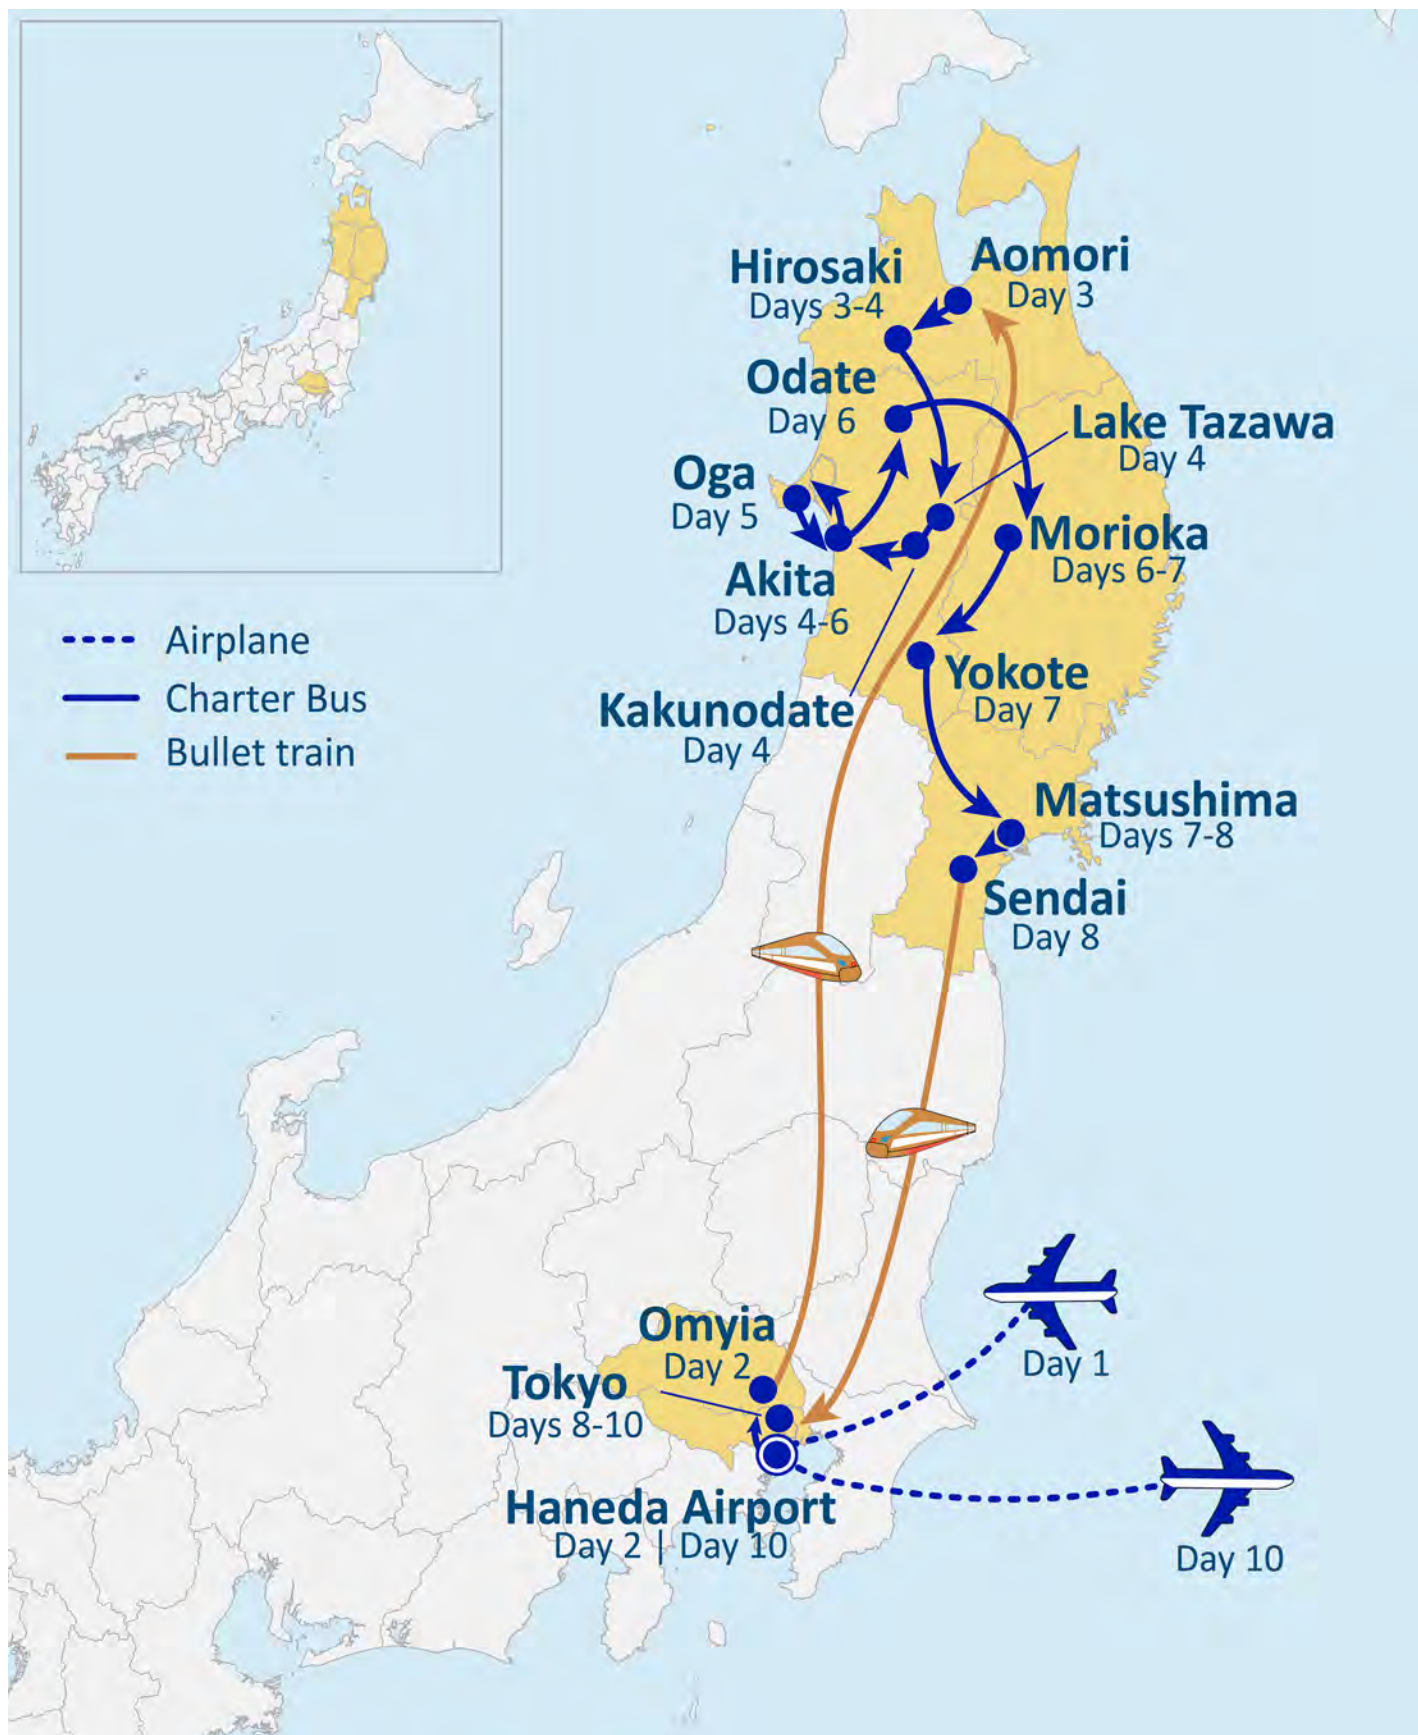 Hirosaki
Days 3-4
Aomori
Day 3
Odate
Day 6
Lake Tazawa
Day 4
Oga
Day 5
Morioka
Days 6-7
Akita
Days 4-6
Airplane
Charter Bus
Bullet train
Yokote
Day 7
Kakunodate
Day 4
Matsushima
Days 7-8
Sendai
Day 8
Omyia
Day 2
Day 1
Tokyo
Days 8-10
Haneda Airport
Day 2 | Day 10
Day 10